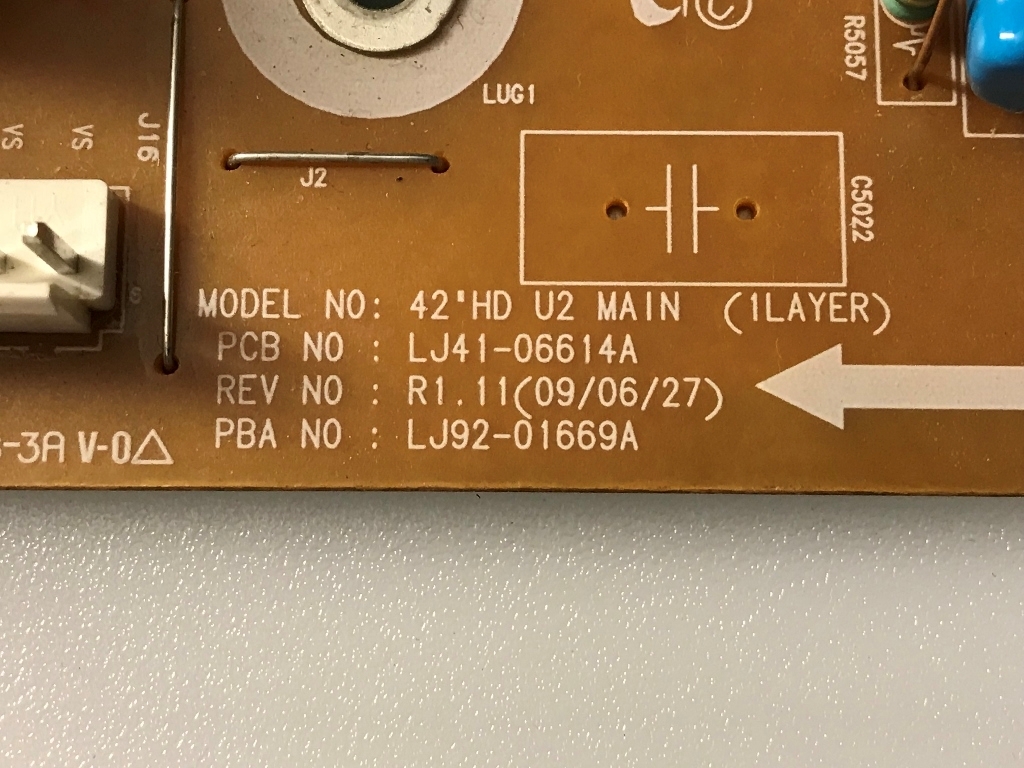 LUG1
R5057
J16
VS
VS
J2
C5022
MODEL NO: 42"HD U2 MAIN (1LAYER)
PCB NO : LJ41-06614A
REV NO : R1.11(09/06/27)
PBA NO : LJ92-01669A
-3A V-0△